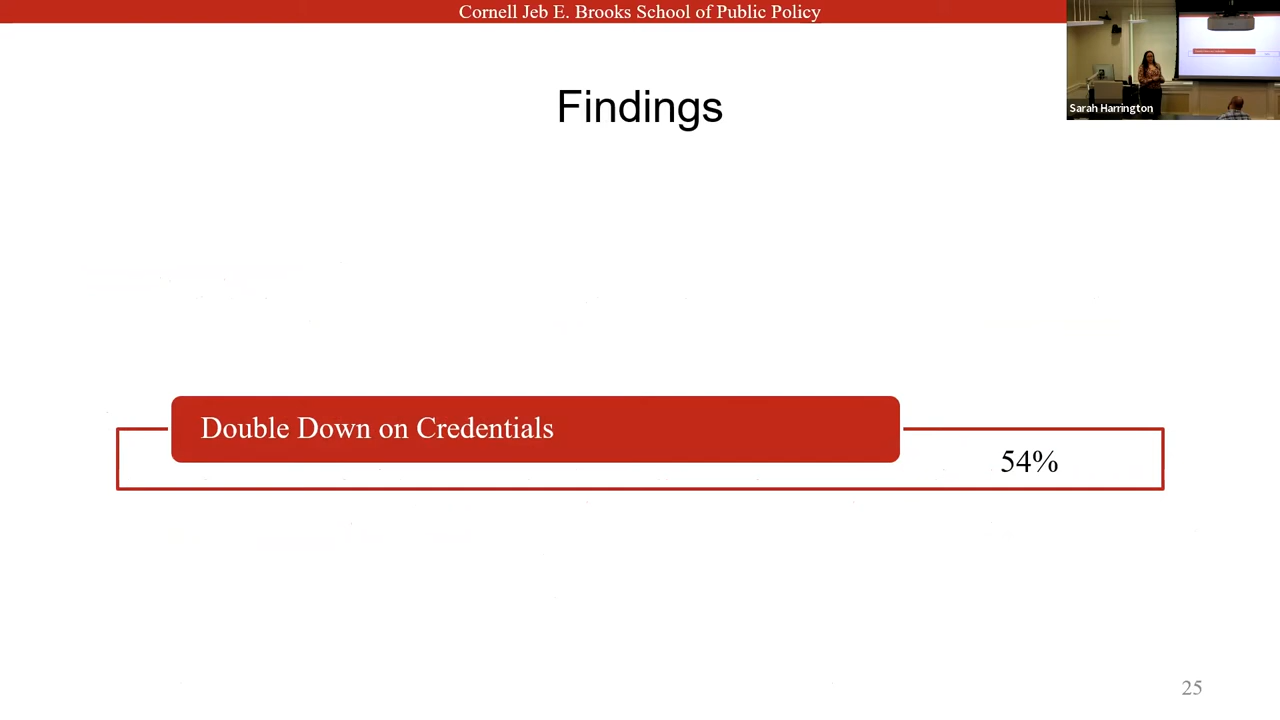 Cornell Jeb E. Brooks School of Public Policy
Sarah Harrington
Findings
Double Down on Credentials
54%
25